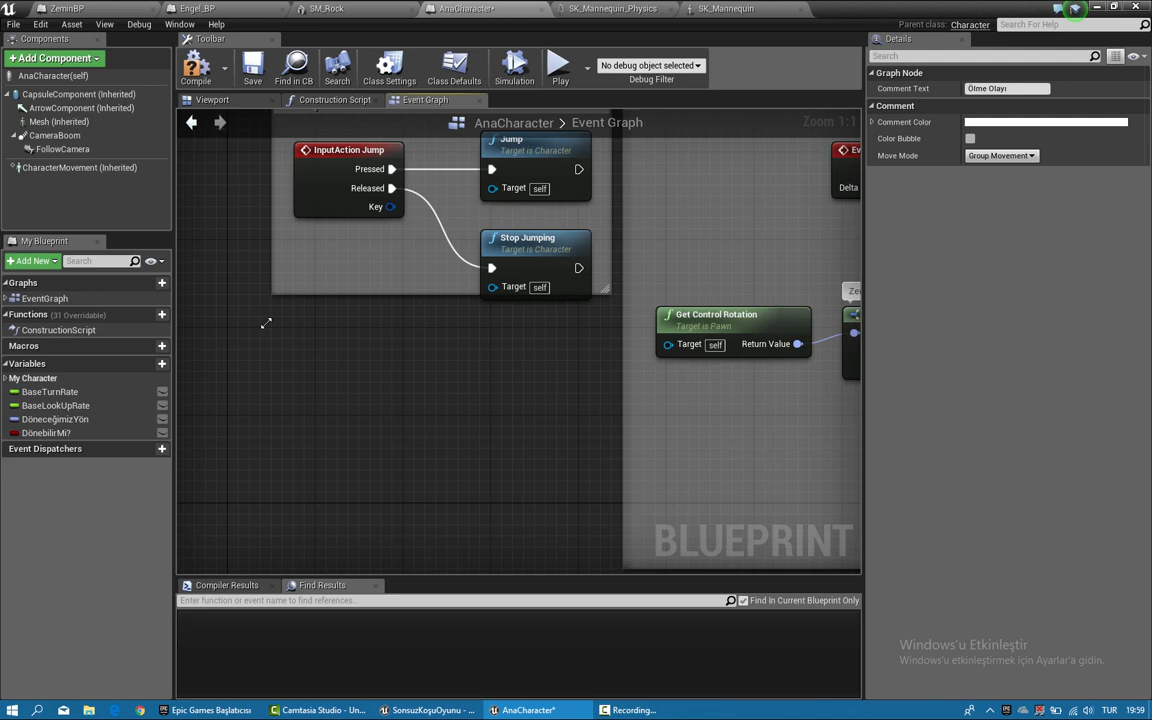 ZeminBP
Engel_BP
SM_Rock
AnaCharacter*
SK_Mannequin_Physics
SK_Mannequin
File Edit Asset View Debug Window Help
Parent class: Character
Search For Help
Components
+ Add Component
AnaCharacter(self)
CapsuleComponent (Inherited)
ArrowComponent (Inherited)
Mesh (Inherited)
CameraBoom
FollowCamera
CharacterMovement (Inherited)
My Blueprint
+ Add New
Search
Graphs
EventGraph
Functions (31 Overridable)
ConstructionScript
Macros
Variables
My Character
BaseTurnRate
BaseLookUpRate
DöneceğimizYön
DönebilirMi?
Event Dispatchers
Toolbar
Compile
Save
Find in CB
Search
Class Settings
Class Defaults
Simulation
Play
No debug object selected
Debug Filter
Viewport
Construction Script
Event Graph
AnaCharacter > Event Graph
Zoom 1:1
InputAction Jump
Pressed
Released
Key
Jump
Target is Character
Target self
Stop Jumping
Target is Character
Target self
Get Control Rotation
Target is Pawn
Target self
Return Value
Delta
BLUEPRINT
Compiler Results
Find Results
Enter function or event name to find references...
Find In Current Blueprint Only
Details
Search
Graph Node
Comment Text
Ölme Olayı
Comment
Comment Color
Color Bubble
Move Mode
Group Movement
Windows'u Etkinleştir
Windows'u etkinleştirmek için Ayarlar'a gidin.
Epic Games Başlatıcısı
Camtasia Studio - Un...
SonsuzKoşuOyunu - ...
AnaCharacter*
Recording...
TUR
19:59